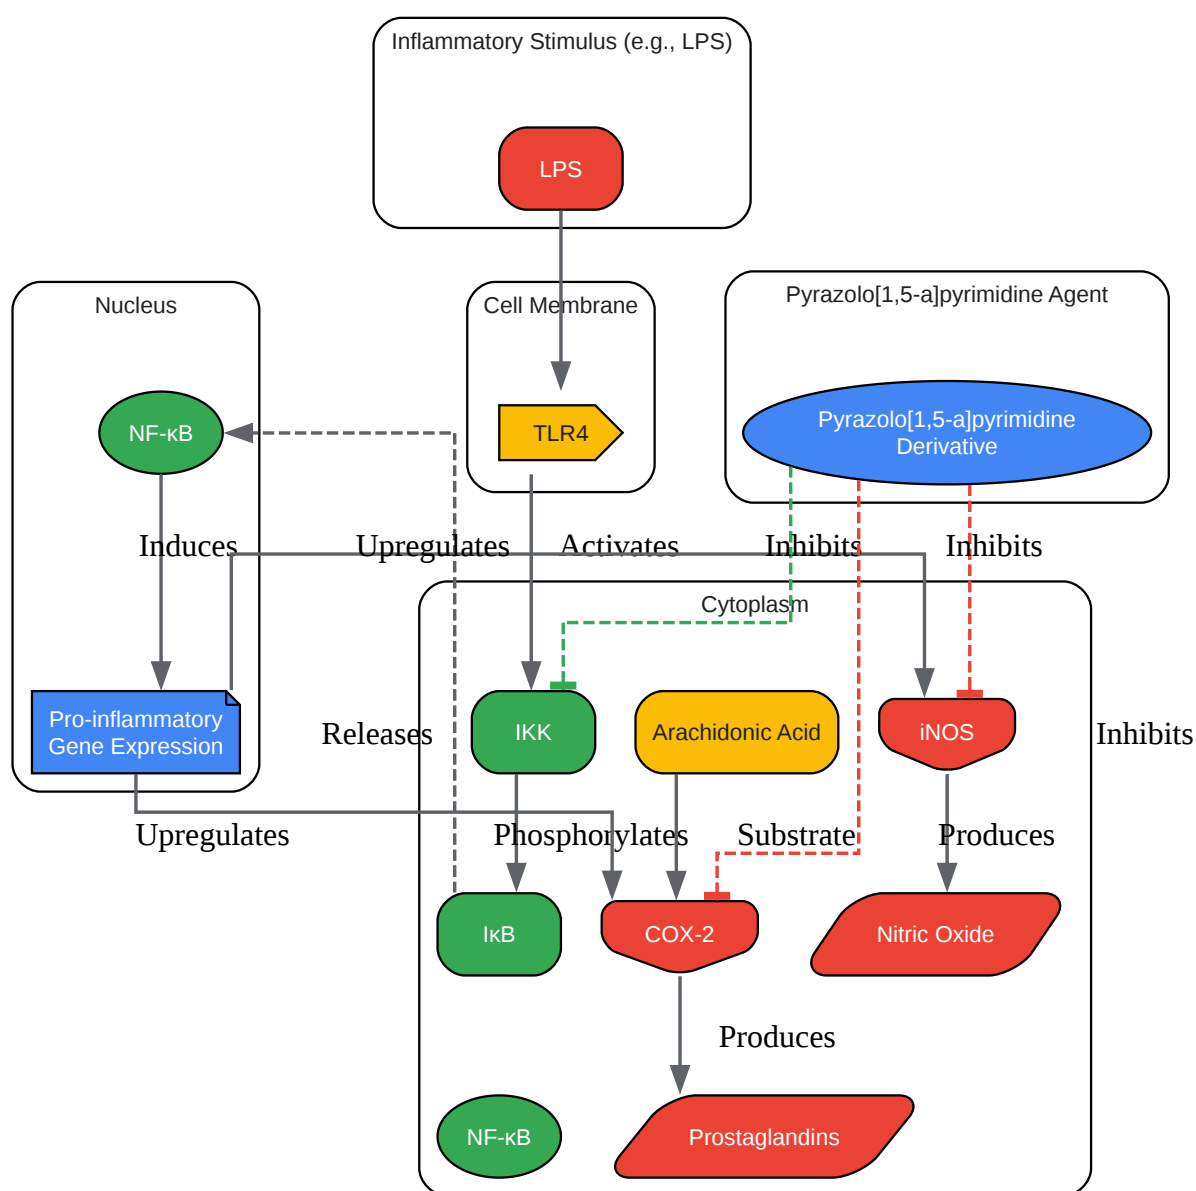 Inflammatory Stimulus (e.g., LPS)
LPS
Nucleus
Cell Membrane
Pyrazolo[1,5-a]pyrimidine Agent
NF-κB
TLR4
Pyrazolo[1,5-a]pyrimidine
Derivative
Induces
Upregulates
Activates
Inhibits
Inhibits
Cytoplasm
Pro-inflammatory
Gene Expression
Releases
IKK
Arachidonic Acid
iNOS
Inhibits
Upregulates
Phosphorylates
Substrate
Produces
IκB
COX-2
Nitric Oxide
Produces
NF-κB
Prostaglandins